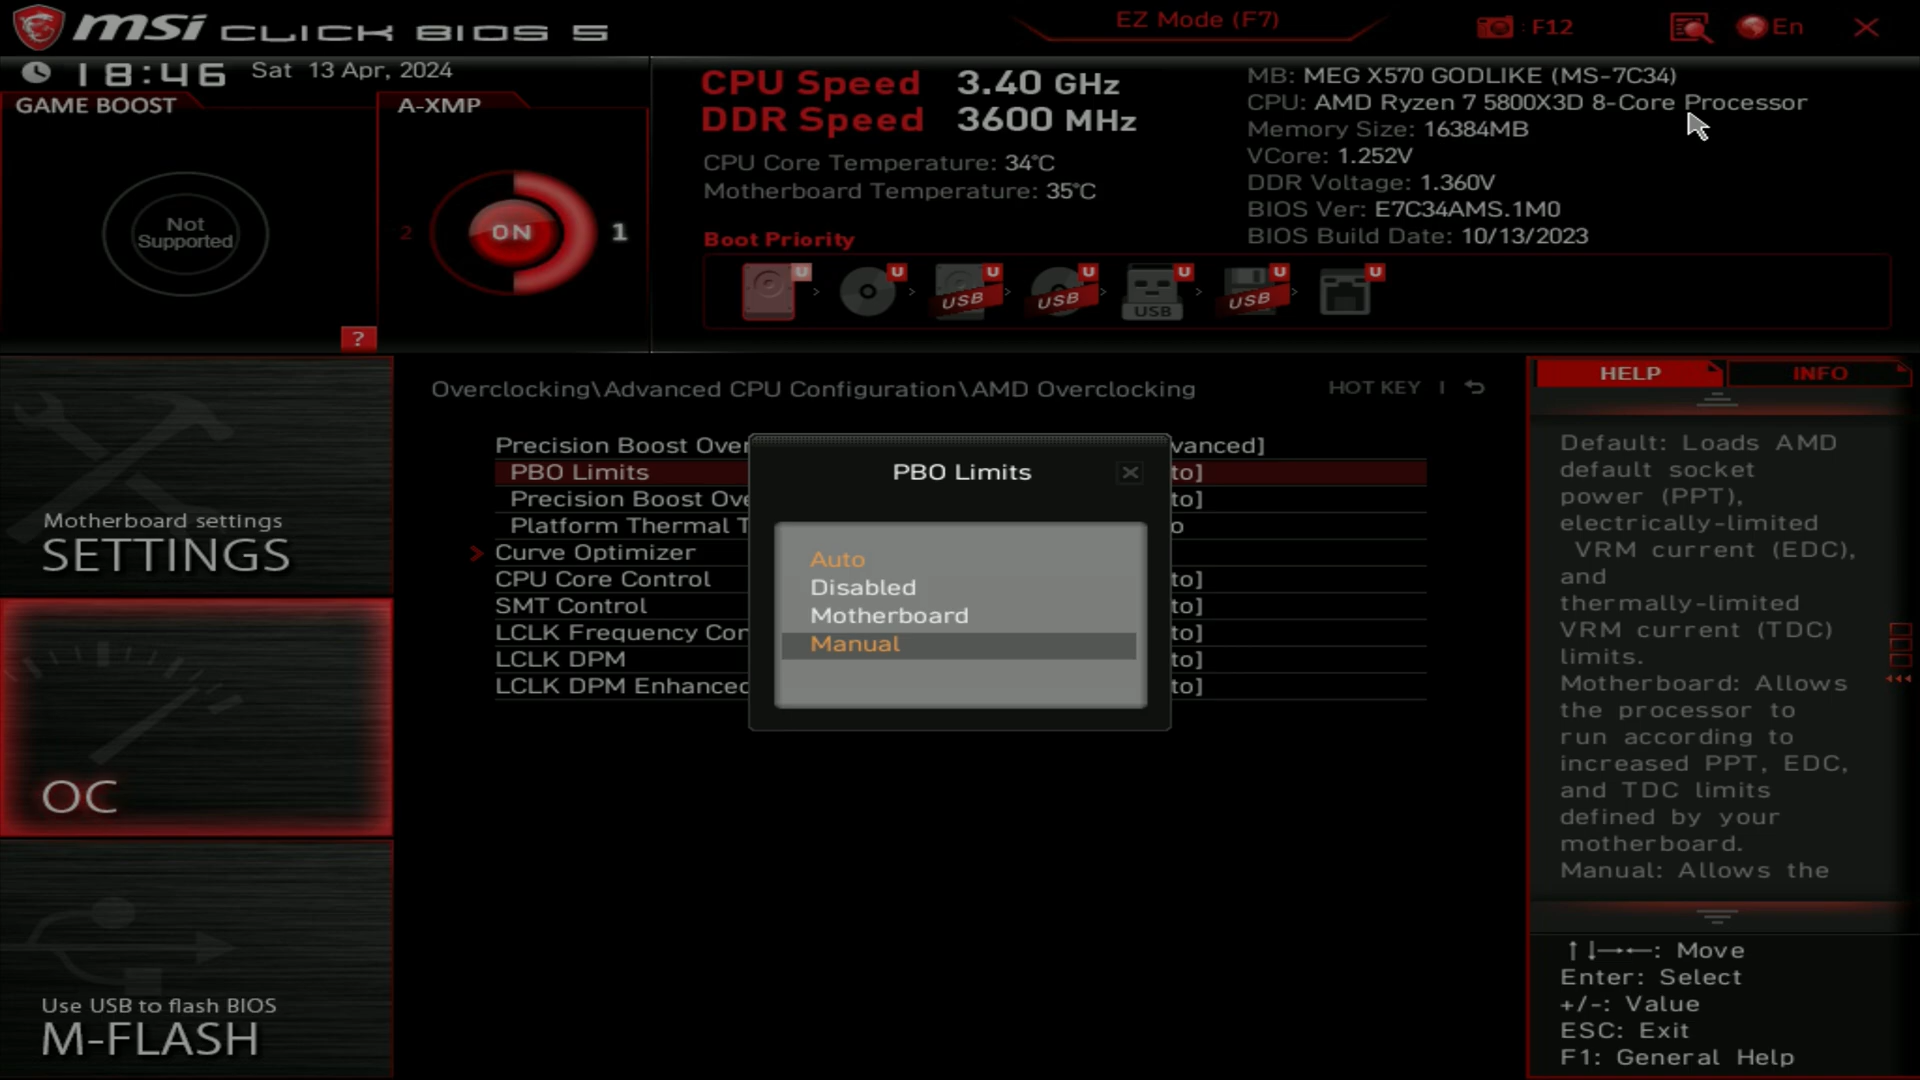 msi CLICK BIOS 5
EZ Mode (F7)
: F12
En
18:46 Sat 13 Apr, 2024
GAME BOOST
A-XMP
Not
Supported
2
ON
1
?
CPU Speed 3.40 GHz
DDR Speed 3600 MHz
CPU Core Temperature: 34°C
Motherboard Temperature: 35°C
MB: MEG X570 GODLIKE (MS-7C34)
CPU: AMD Ryzen 7 5800X3D 8-Core Processor
Memory Size: 16384MB
VCore: 1.252V
DDR Voltage: 1.360V
BIOS Ver: E7C34AMS.1M0
BIOS Build Date: 10/13/2023
Boot Priority
U U U U U U U
USB USB USB USB
Motherboard settings
SETTINGS
OC
Use USB to flash BIOS
M-FLASH
Overclocking\Advanced CPU Configuration\AMD Overclocking
HOT KEY |
Precision Boost Over vanced]
PBO Limits to]
Precision Boost Ove to]
Platform Thermal T o
> Curve Optimizer
CPU Core Control to]
SMT Control to]
LCLK Frequency Con to]
LCLK DPM to]
LCLK DPM Enhanced to]
PBO Limits
Auto
Disabled
Motherboard
Manual
HELP
INFO
Default: Loads AMD
default socket
power (PPT),
electrically-limited
VRM current (EDC),
and
thermally-limited
VRM current (TDC)
limits.
Motherboard: Allows
the processor to
run according to
increased PPT, EDC,
and TDC limits
defined by your
motherboard.
Manual: Allows the
↑↓→←: Move
Enter: Select
+/-: Value
ESC: Exit
F1: General Help